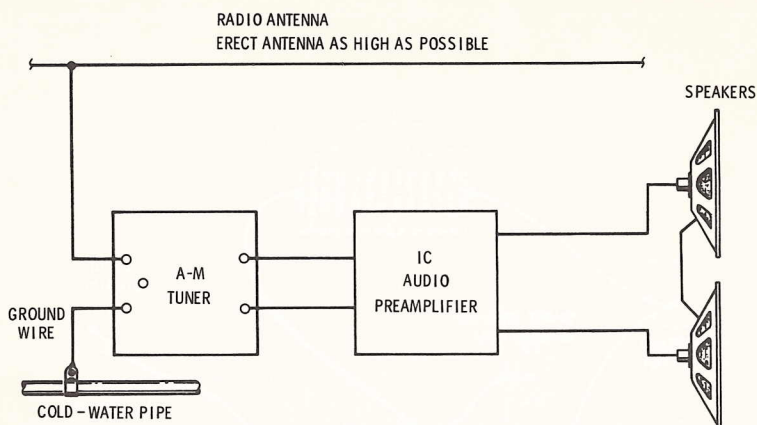 RADIO ANTENNA
ERECT ANTENNA AS HIGH AS POSSIBLE
SPEAKERS
A-M
TUNER
IC
AUDIO
PREAMPLIFIER
GROUND
WIRE
COLD-WATER PIPE